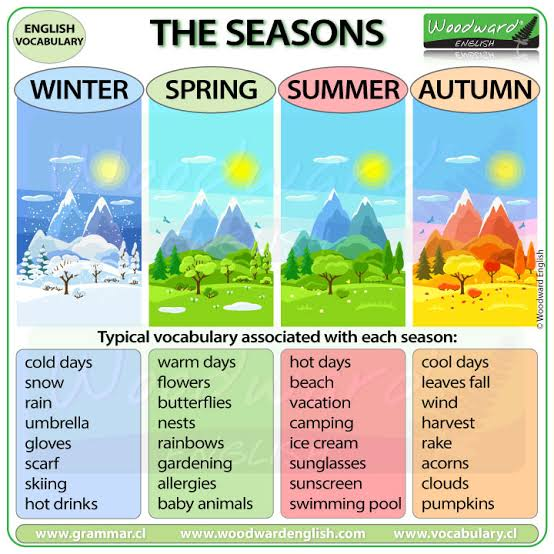 ENGLISH
VOCABULARY
THE SEASONS
Woodward®
ENGLISH
WINTER
SPRING
SUMMER
AUTUMN
© Woodward English
Typical vocabulary associated with each season:
cold days
snow
rain
umbrella
gloves
scarf
skiing
hot drinks
warm days
flowers
butterflies
nests
rainbows
gardening
allergies
baby animals
hot days
beach
vacation
camping
ice cream
sunglasses
sunscreen
swimming pool
cool days
leaves fall
wind
harvest
rake
acorns
clouds
pumpkins
www.grammar.cl
www.woodwardenglish.com
www.vocabulary.cl